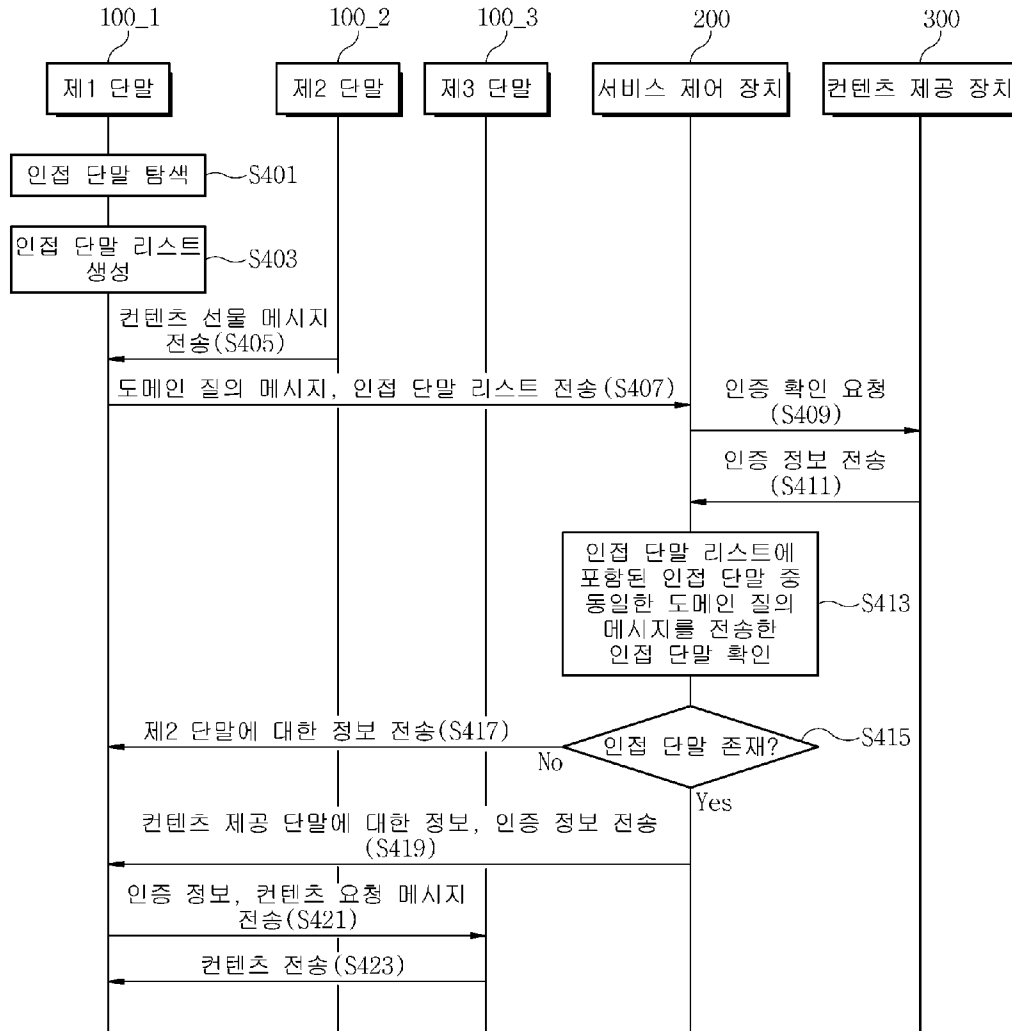 100_1
100_2
100_3
200
300
제1 단말
제2 단말
제3 단말
서비스 제어 장치
컨텐츠 제공 장치
인접 단말 탐색
S401
인접 단말 리스트
생성
S403
컨텐츠 선물 메시지
전송(S405)
도메인 질의 메시지, 인접 단말 리스트 전송(S407)
인증 확인 요청
(S409)
인증 정보 전송
(S411)
인접 단말 리스트에
포함된 인접 단말 중
동일한 도메인 질의
메시지를 전송한
인접 단말 확인
S413
제2 단말에 대한 정보 전송(S417)
인접 단말 존재?
S415
No
Yes
컨텐츠 제공 단말에 대한 정보, 인증 정보 전송
(S419)
인증 정보, 컨텐츠 요청 메시지
전송(S421)
컨텐츠 전송(S423)